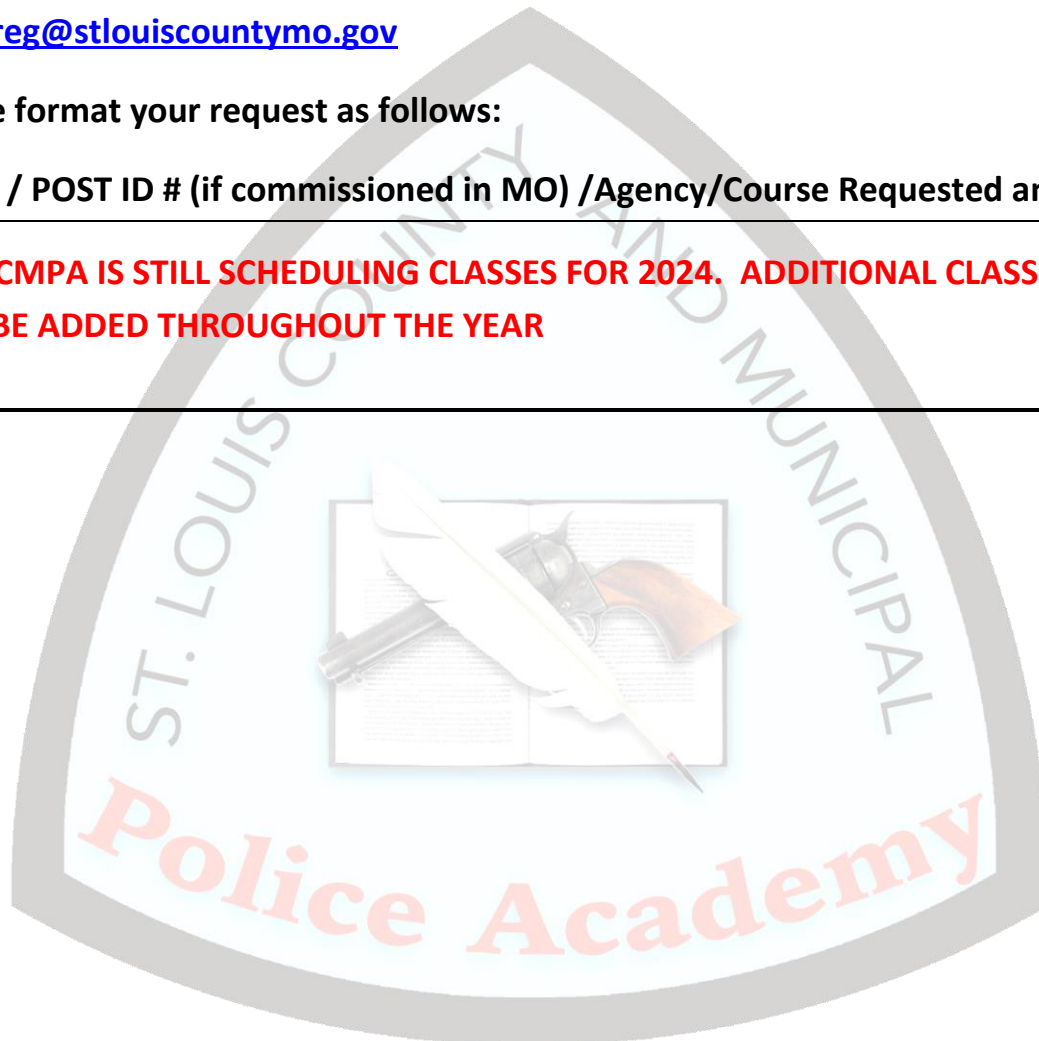 reg@stlouiscountymo.gov
e format your request as follows:
/ POST ID # (if commissioned in MO) /Agency/Course Requested a
CMPA IS STILL SCHEDULING CLASSES FOR 2024.  ADDITIONAL CLASS
BE ADDED THROUGHOUT THE YEAR
ST. LOUIS COUNTY AND MUNICIPAL
Police Academy